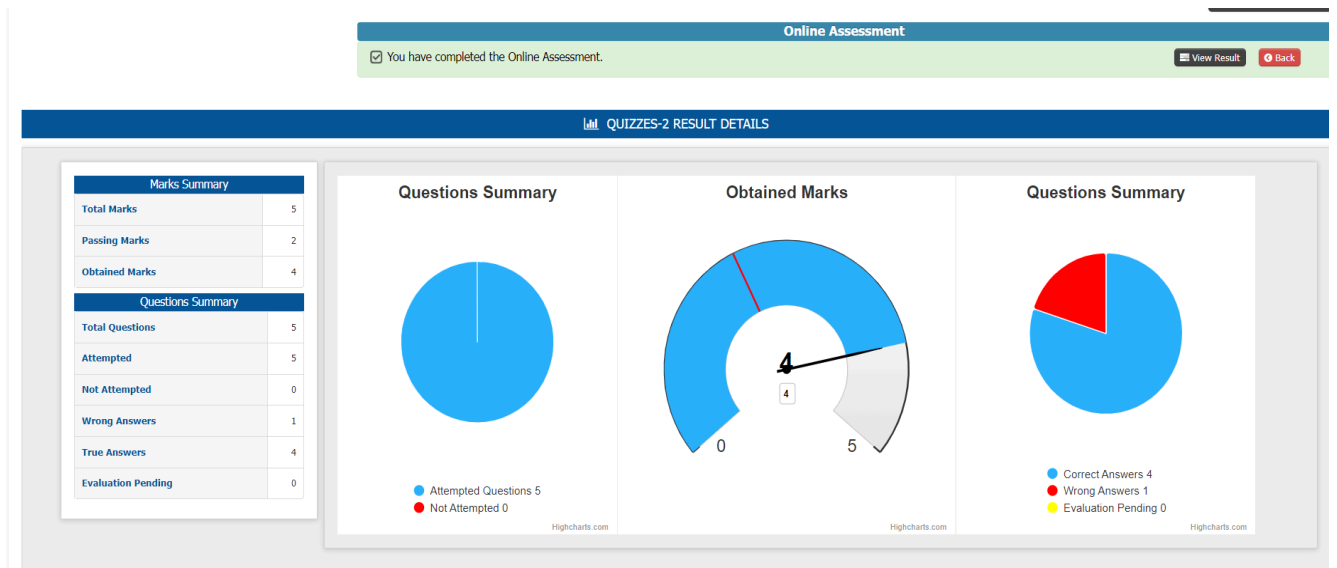 Online Assessment
You have completed the Online Assessment.
View Result
Back
QUIZZES-2 RESULT DETAILS
Marks Summary
Total Marks 5
Passing Marks 2
Obtained Marks 4
Questions Summary
Total Questions 5
Attempted 5
Not Attempted 0
Wrong Answers 1
True Answers 4
Evaluation Pending 0
Questions Summary
Attempted Questions 5
Not Attempted 0
Highcharts.com
Obtained Marks
4
4
0 5
Highcharts.com
Questions Summary
Correct Answers 4
Wrong Answers 1
Evaluation Pending 0
Highcharts.com